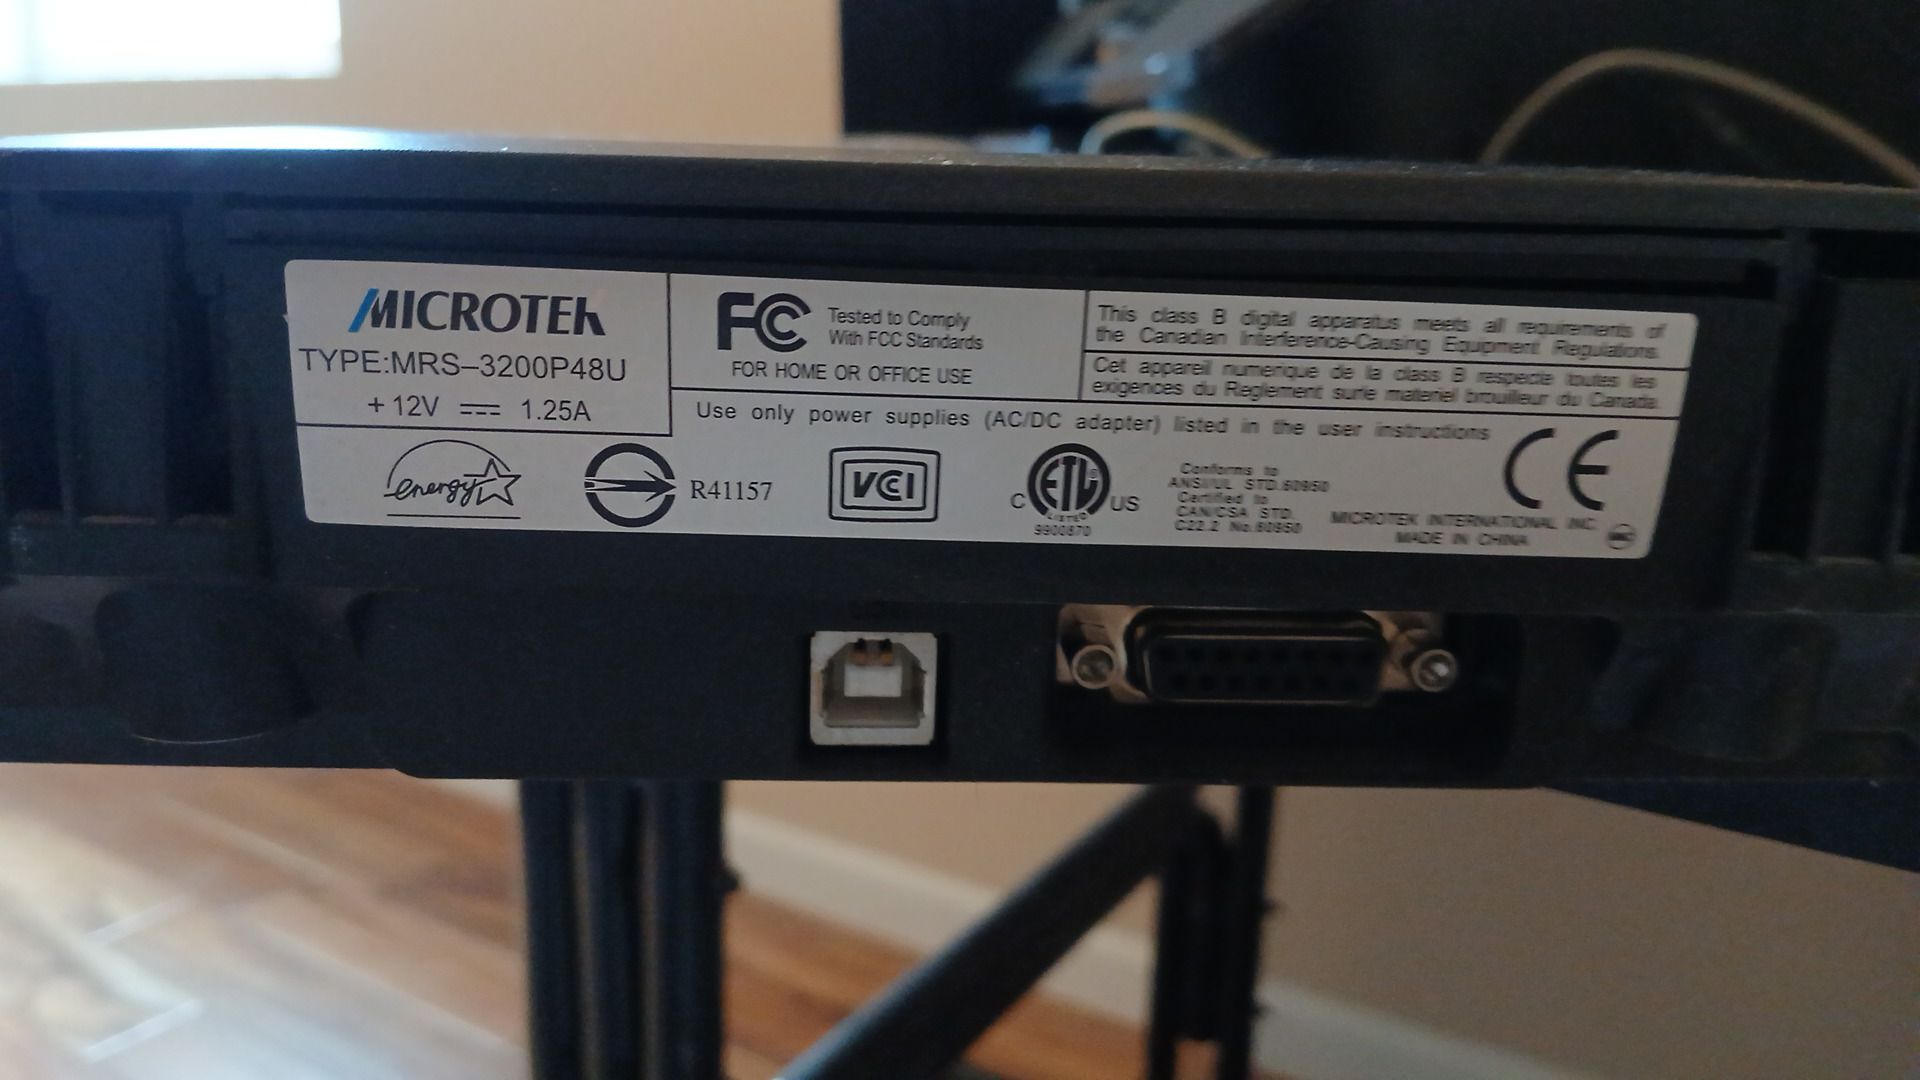 MICROTEK
TYPE:MRS-3200P48U
+12V 1.25A
FC Tested to Comply
With FCC Standards
FOR HOME OR OFFICE USE
This class B digital apparatus meets all requirements of
the Canadian Interference-Causing Equipment Regulations.
Cet appareil numerique de la class B respecte toutes les
exigences du Reglement surle materiel brouilleur du Canada.
Use only power supplies (AC/DC adapter) listed in the user instructions
energy
R41157
VCCI
C ETL US
LISTED
9900870
Conforms to
ANSI/UL STD.60950
Certified to
CAN/CSA STD.
C22.2 No.60950
CE
MICROTEK INTERNATIONAL INC.
MADE IN CHINA